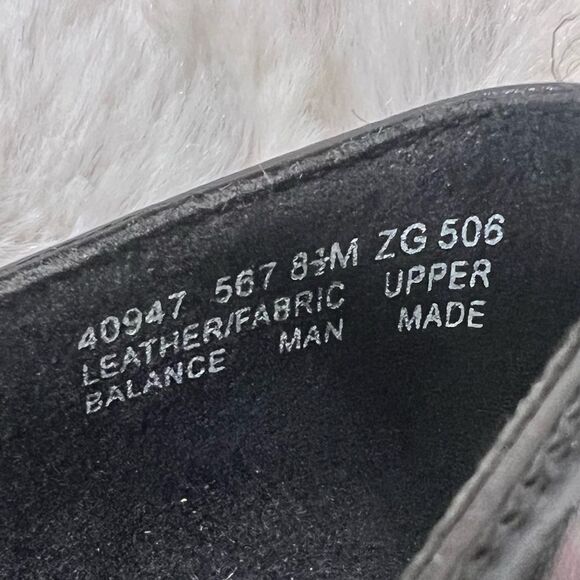 40947 567 8½M ZG 506
LEATHER/FABRIC UPPER
BALANCE MAN MADE